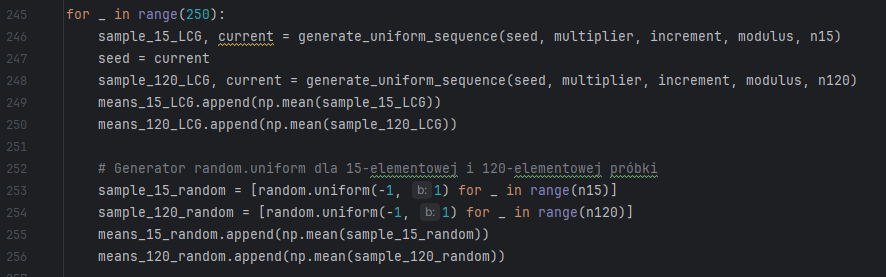 245 for _ in range(250):
246 sample_15_LCG, current = generate_uniform_sequence(seed, multiplier, increment, modulus, n15)
247 seed = current
248 sample_120_LCG, current = generate_uniform_sequence(seed, multiplier, increment, modulus, n120)
249 means_15_LCG.append(np.mean(sample_15_LCG))
250 means_120_LCG.append(np.mean(sample_120_LCG))
251
252 # Generator random.uniform dla 15-elementowej i 120-elementowej próbki
253 sample_15_random = [random.uniform(-1, b: 1) for _ in range(n15)]
254 sample_120_random = [random.uniform(-1, b: 1) for _ in range(n120)]
255 means_15_random.append(np.mean(sample_15_random))
256 means_120_random.append(np.mean(sample_120_random))